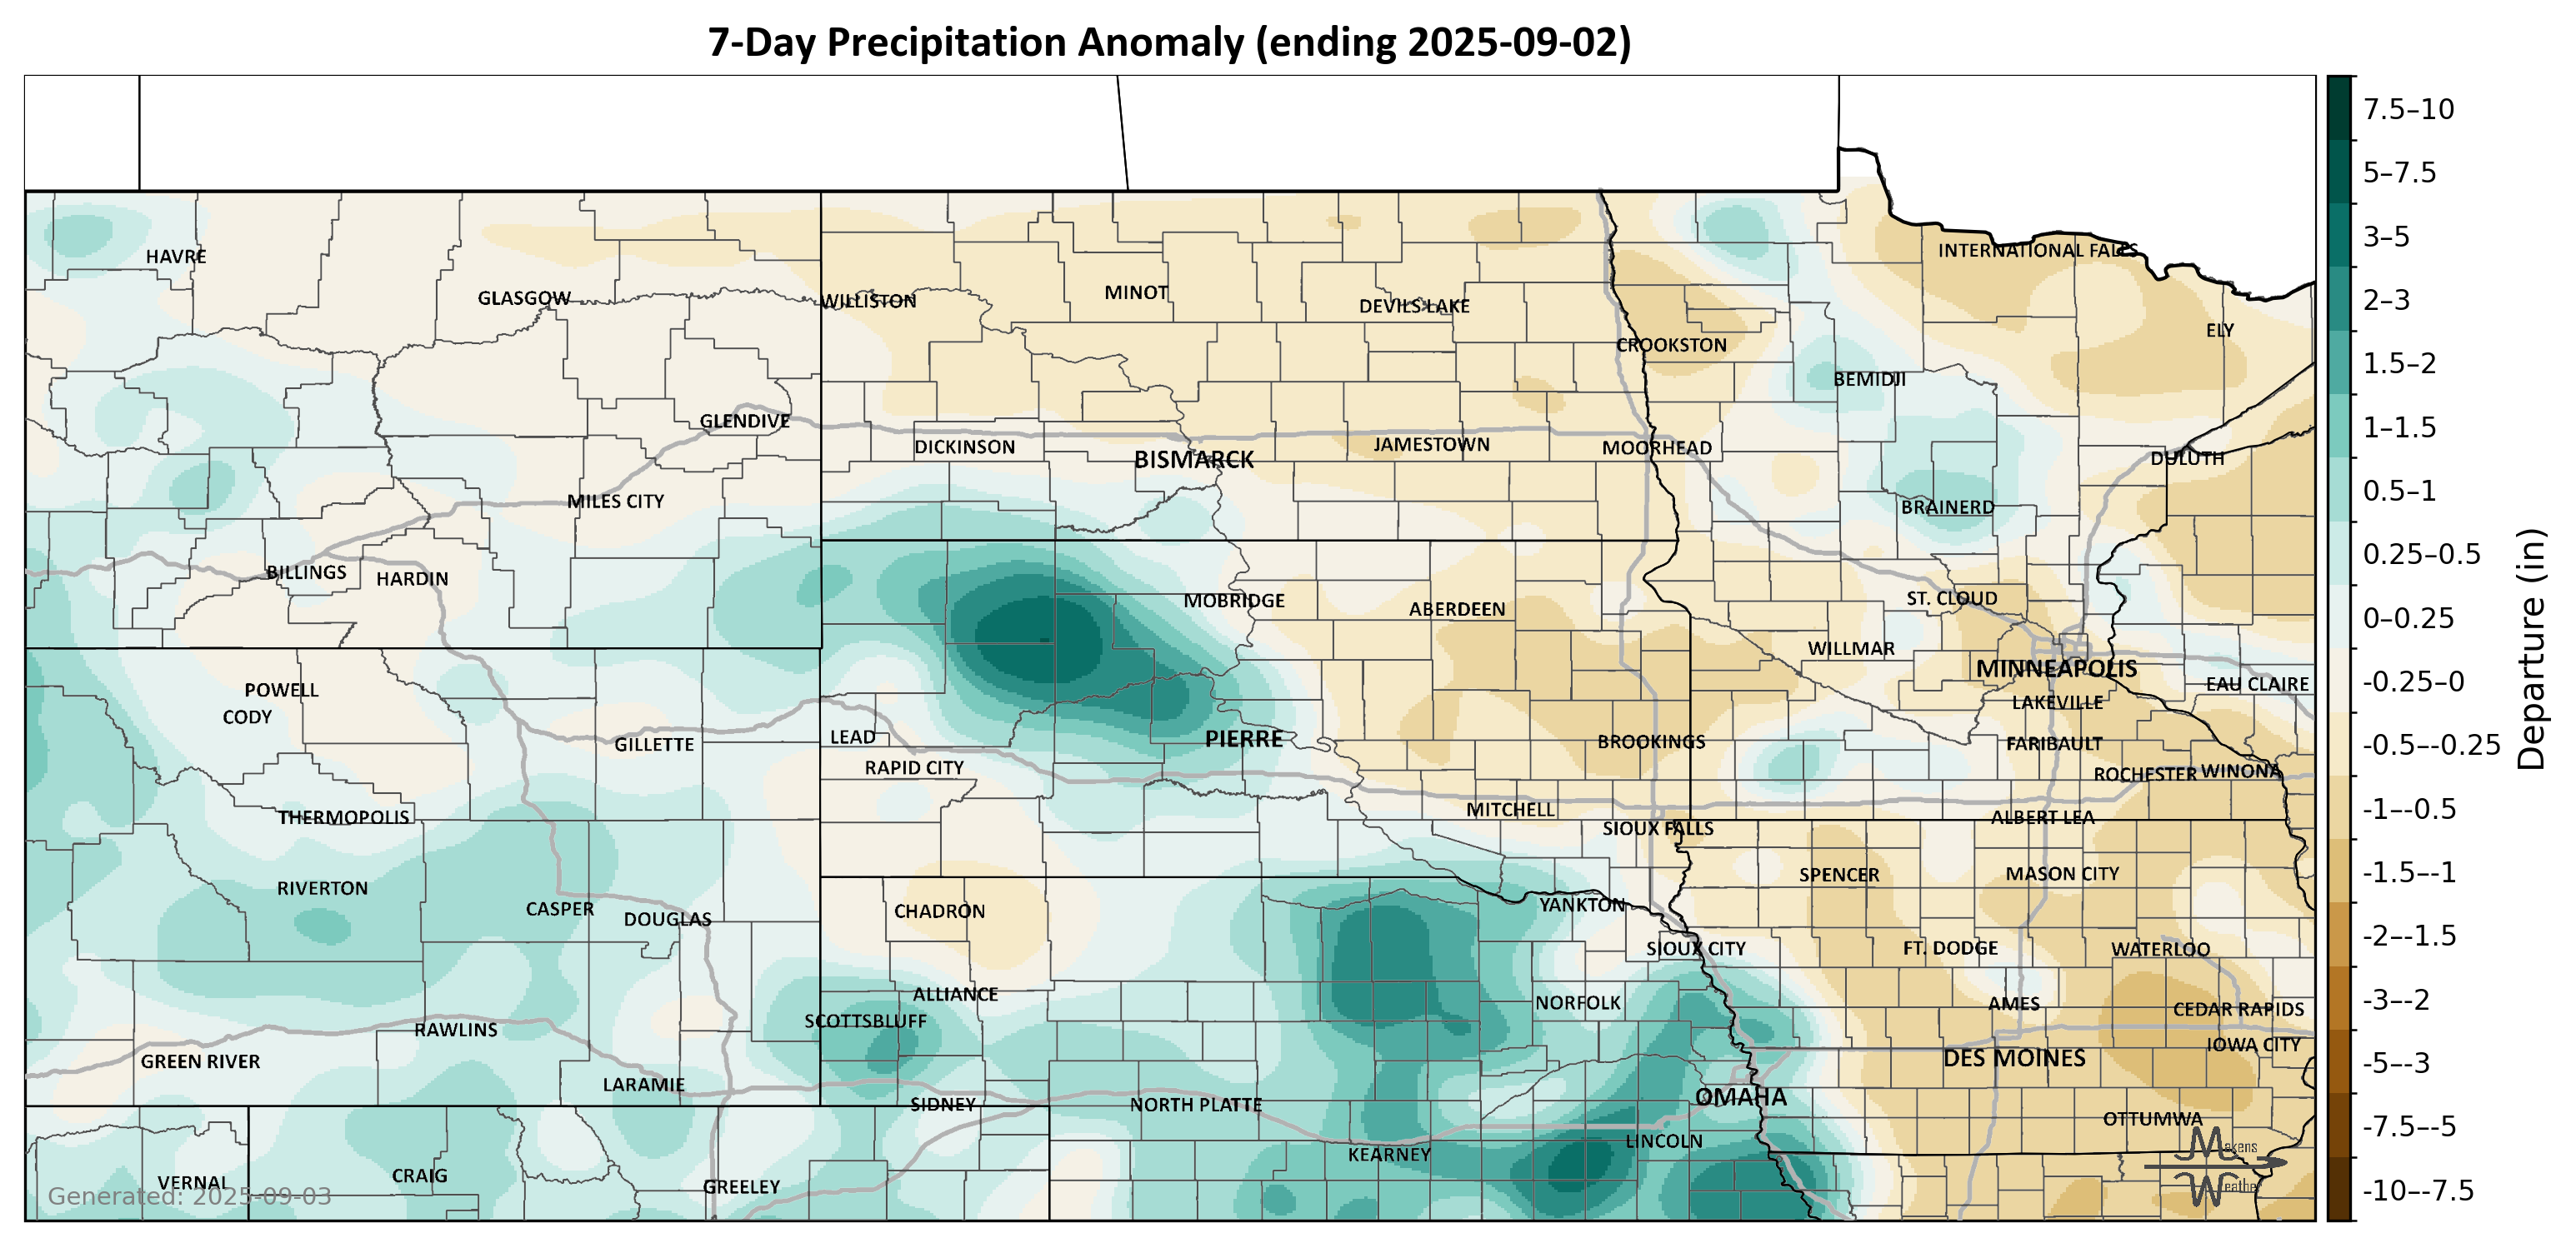 7-Day Precipitation Anomaly (ending 2025-09-02)
HAVRE
GLASGOW
WILLISTON
MINOT
DEVILS LAKE
CROOKSTON
INTERNATIONAL FALLS
ELY
BEMIDJI
GLENDIVE
DICKINSON
BISMARCK
JAMESTOWN
MOORHEAD
DULUTH
MILES CITY
BRAINERD
BILLINGS
HARDIN
MOBRIDGE
ABERDEEN
ST. CLOUD
WILLMAR
MINNEAPOLIS
EAU CLAIRE
POWELL
CODY
LAKEVILLE
GILLETTE
LEAD
PIERRE
BROOKINGS
FARIBAULT
RAPID CITY
ROCHESTER
WINONA
THERMOPOLIS
MITCHELL
ALBERT LEA
SIOUX FALLS
RIVERTON
CASPER
DOUGLAS
CHADRON
YANKTON
SPENCER
MASON CITY
SIOUX CITY
FT. DODGE
WATERLOO
ALLIANCE
NORFOLK
AMES
CEDAR RAPIDS
SCOTTSBLUFF
RAWLINS
GREEN RIVER
IOWA CITY
DES MOINES
LARAMIE
SIDNEY
NORTH PLATTE
OMAHA
OTTUMWA
LINCOLN
KEARNEY
VERNAL
CRAIG
GREELEY
Generated: 2025-09-03
Makens
Weather
7.5–10
5–7.5
3–5
2–3
1.5–2
1–1.5
0.5–1
0.25–0.5
0–0.25
-0.25–0
-0.5–-0.25
-1–-0.5
-1.5–-1
-2–-1.5
-3–-2
-5–-3
-7.5–-5
-10–-7.5
Departure (in)